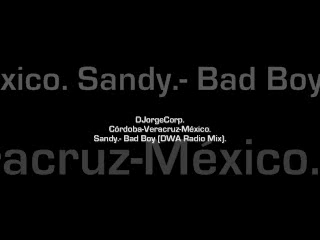 xico. Sandy.- Bad Boy
DJorgeCorp.
Córdoba-Veracruz-México.
Sandy.- Bad Boy (DWA Radio Mix).
racruz-México.